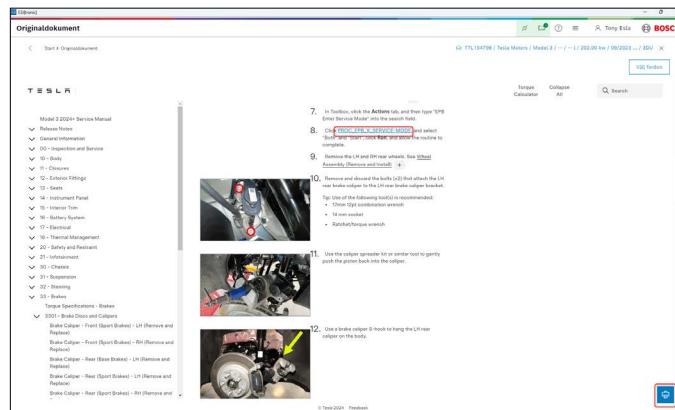 ESI[tronic]
Originaldokument
Tony Esla
BOSCH
Start > Originaldokument
TTL154798 / Tesla Motors / Model 3 / -- / -- / 202.00 kw / 09/2023 ... / 3DU
Välj fordon
TESLA
Torque Calculator
Collapse All
Search
Model 3 2024+ Service Manual
Release Notes
General Information
00 - Inspection and Service
10 - Body
11 - Closures
12 - Exterior Fittings
13 - Seats
14 - Instrument Panel
15 - Interior Trim
16 - Battery System
17 - Electrical
18 - Thermal Management
20 - Safety and Restraint
21 - Infotainment
30 - Chassis
31 - Suspension
32 - Steering
33 - Brakes
Torque Specifications - Brakes
3301 - Brake Discs and Calipers
Brake Caliper - Front (Sport Brakes) - LH (Remove and
Replace)
Brake Caliper - Front (Sport Brakes) - RH (Remove and
Replace)
Brake Caliper - Rear (Base Brakes) - LH (Remove and
Replace)
Brake Caliper - Rear (Sport Brakes) - LH (Remove and
Replace)
Brake Caliper - Rear (Sport Brakes) - RH (Remove and
7. In Toolbox, click the Actions tab, and then type "EPB
Enter Service Mode" into the search field.
8. Click PROC_EPB_X_SERVICE-MODE, and select
"Both" and "Start", click Run, and allow the routine to
complete.
9. Remove the LH and RH rear wheels. See Wheel
Assembly (Remove and Install)
10. Remove and discard the bolts (x2) that attach the LH
rear brake caliper to the LH rear brake caliper bracket.
Tip: Use of the following tool(s) is recommended:
• 17mm 12pt combination wrench
• 14 mm socket
• Ratchet/torque wrench
11. Use the caliper spreader kit or similar tool to gently
push the piston back into the caliper.
12. Use a brake caliper S-hook to hang the LH rear
caliper on the body.
© Tesla 2024 Feedback